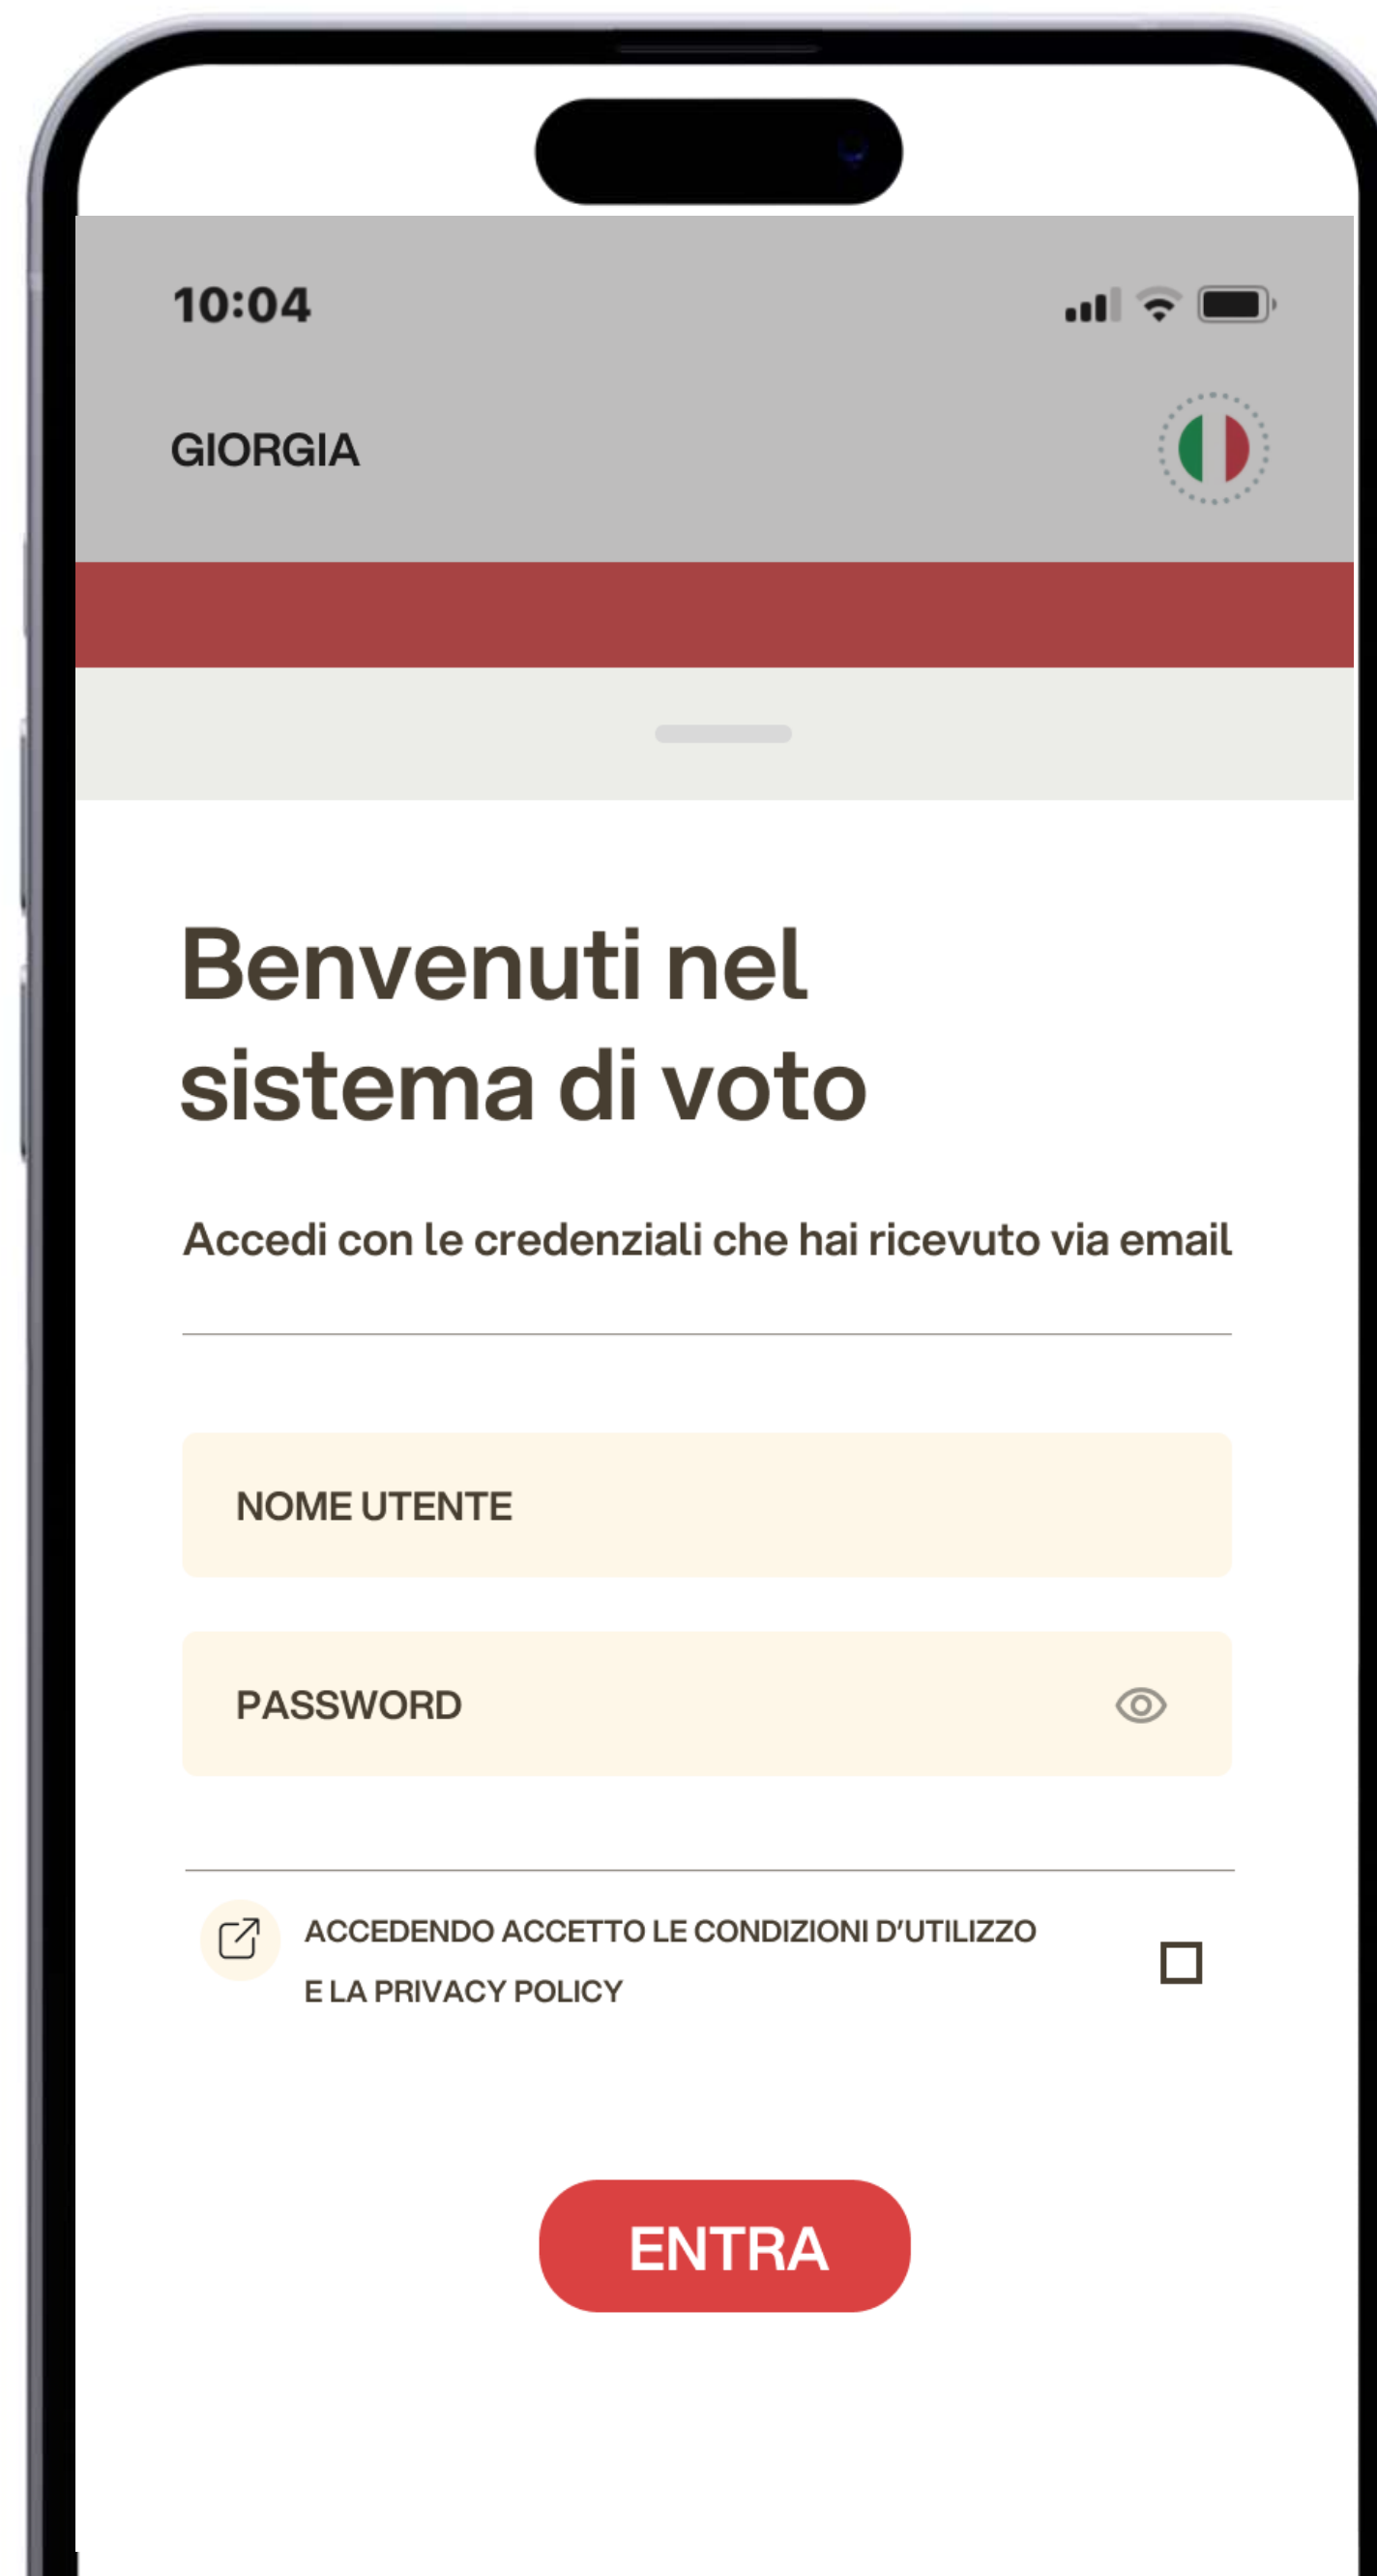 10:04
GIORGIA
Benvenuti nel
sistema di voto
Accedi con le credenziali che hai ricevuto via email
NOME UTENTE
PASSWORD
ACCEDENDO ACCETTO LE CONDIZIONI D’UTILIZZO
E LA PRIVACY POLICY
ENTRA